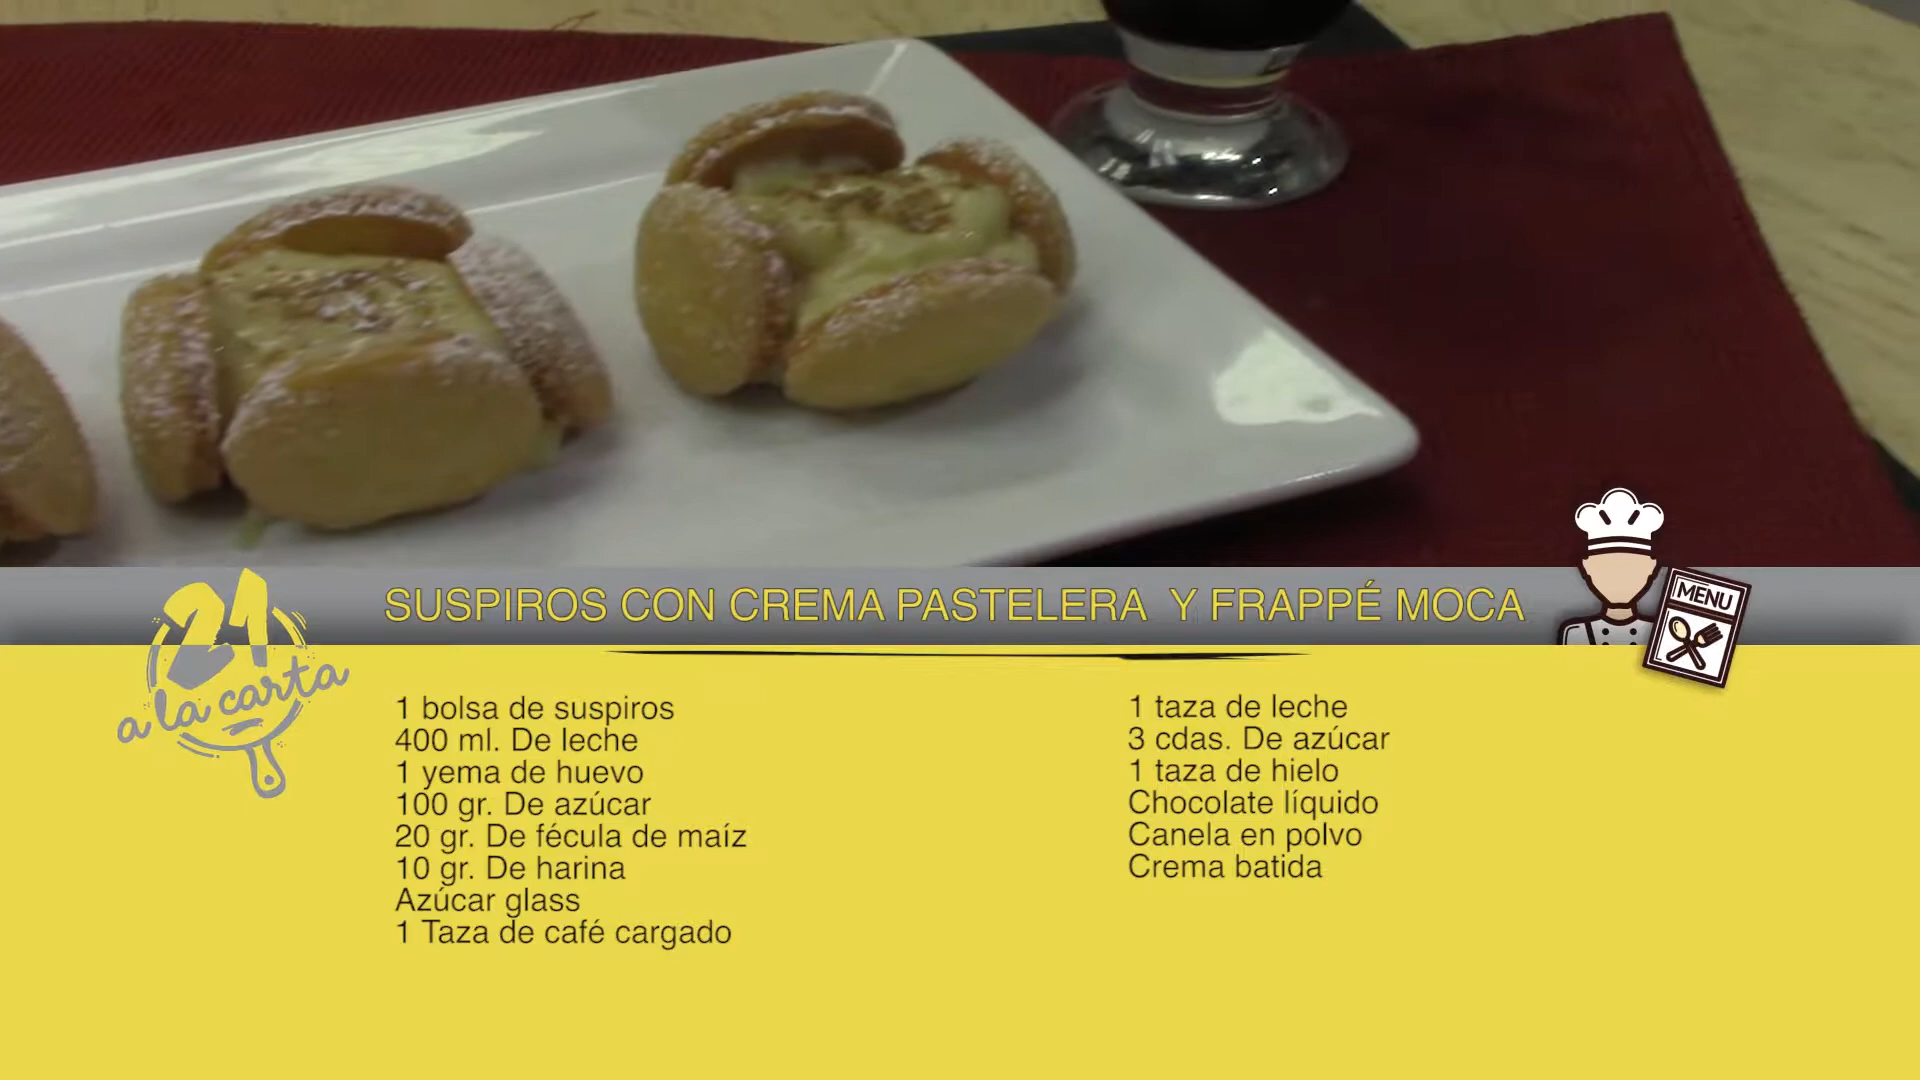 SUSPIROS CON CREMA PASTELERA Y FRAPPÉ MOCA
MENU
21
a la carta
1 bolsa de suspiros
400 ml. De leche
1 yema de huevo
100 gr. De azúcar
20 gr. De fécula de maíz
10 gr. De harina
Azúcar glass
1 Taza de café cargado
1 taza de leche
3 cdas. De azúcar
1 taza de hielo
Chocolate líquido
Canela en polvo
Crema batida